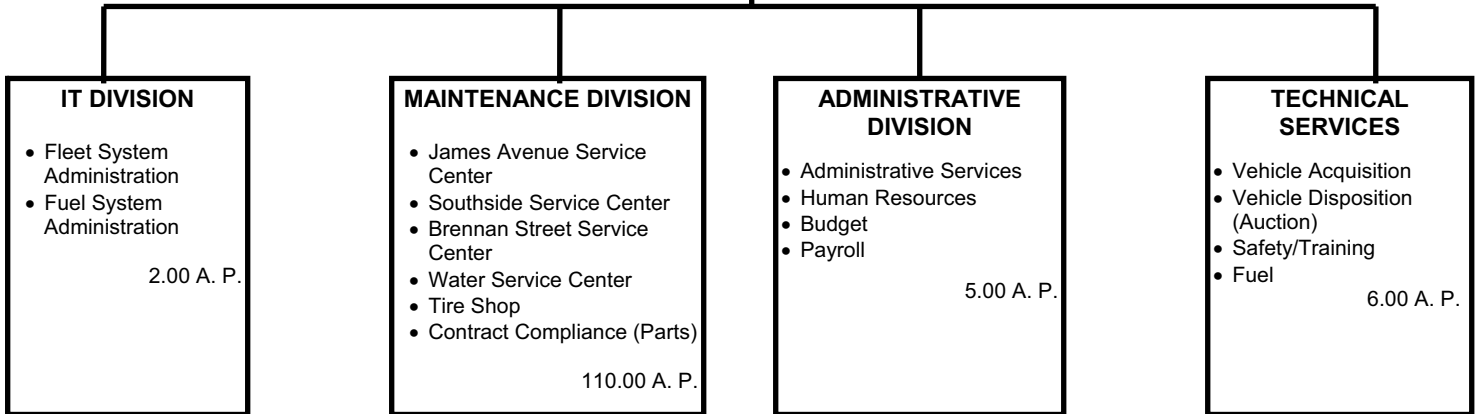 IT DIVISION
• Fleet System
Administration
• Fuel System
Administration
2.00 A. P.
MAINTENANCE DIVISION
• James Avenue Service
Center
• Southside Service Center
• Brennan Street Service
Center
• Water Service Center
• Tire Shop
• Contract Compliance (Parts)
110.00 A. P.
ADMINISTRATIVE
DIVISION
• Administrative Services
• Human Resources
• Budget
• Payroll
5.00 A. P.
TECHNICAL
SERVICES
• Vehicle Acquisition
• Vehicle Disposition
(Auction)
• Safety/Training
• Fuel
6.00 A. P.